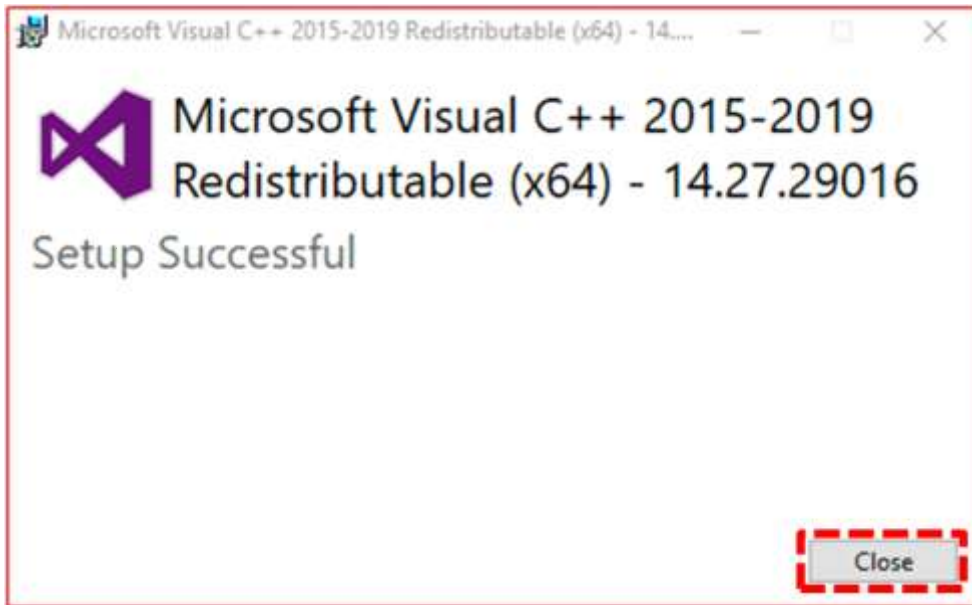 Microsoft Visual C++ 2015-2019 Redistributable (x64) - 14....
Microsoft Visual C++ 2015-2019
Redistributable (x64) - 14.27.29016
Setup Successful
Close